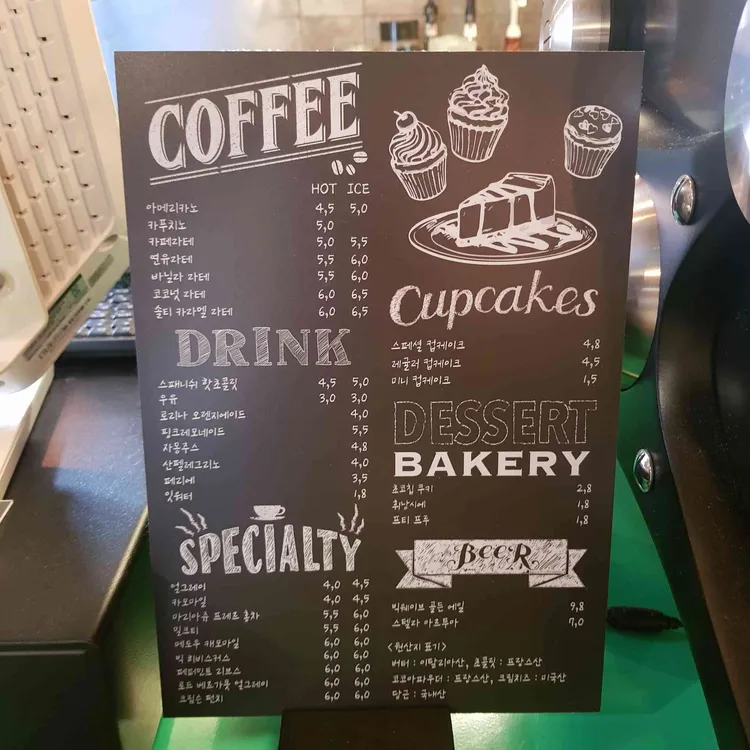 COFFEE
HOT ICE
아메리카노 4,5 5,0
카푸치노 5,0
카페라테 5,0 5,5
연유라테 5,5 6,0
바닐라 라테 5,5 6,0
코코넛 라테 6,0 6,5
솔티 카라멜 라테 6,0 6,5
DRINK
스패니쉬 핫쵸콜릿 4,5 5,0
우유 3,0 3,0
로리나 오렌지에이드 4,0
핑크레모네이드 5,5
자몽쥬스 4,8
산펠레그리노 4,0
페리에 3,5
잇워터 1,8
SPECIALTY
얼그레이 4,0 4,5
캬모마일 4,0 4,5
마리아쥬 프레르 홍차 5,5 6,0
밀크티 5,5 6,0
메도우 캐모마일 6,0 6,0
빅 히비스커스 6,0 6,0
페퍼민트 리브스 6,0 6,0
로드 베르가못 얼그레이 6,0 6,0
크림슨 펀치 6,0 6,0
Cupcakes
스페셜 컵케이크 4,8
레귤러 컵케이크 4,5
미니 컵케이크 1,5
DESSERT
BAKERY
쵸코칩 쿠키 2,8
휘낭시에 1,8
쁘티 푸루 1,8
BeeR
빅웨이브 골든 에일 9,8
스텔라 아르투아 7,0
<원산지 표기>
버터 : 이탈리아산, 초콜릿 : 프랑스산
코코아파우더 : 프랑스산, 크림치즈 : 미국산
당근 : 국내산